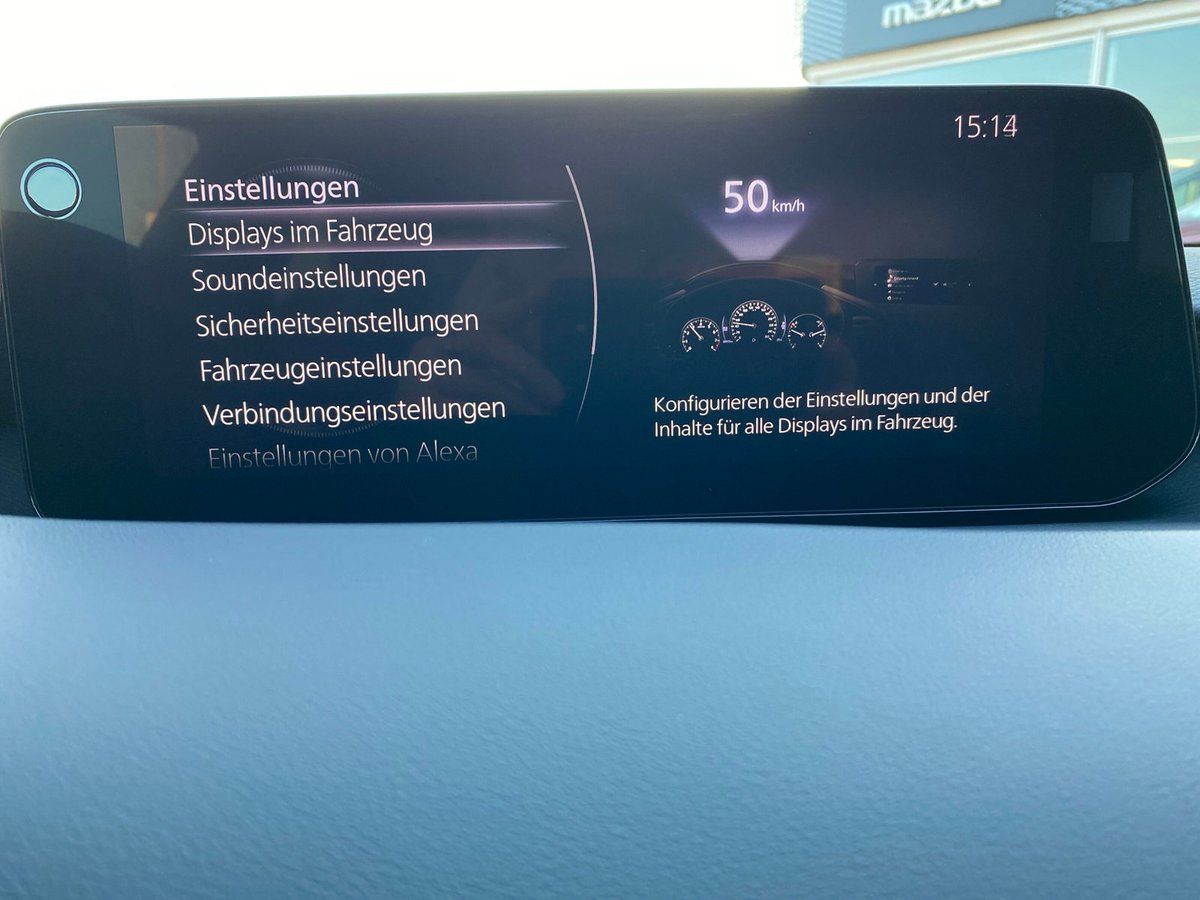 mazda
15:14
Einstellungen
Displays im Fahrzeug
Soundeinstellungen
Sicherheitseinstellungen
Fahrzeugeinstellungen
Verbindungseinstellungen
Einstellungen von Alexa
50 km/h
Konfigurieren der Einstellungen und der
Inhalte für alle Displays im Fahrzeug.